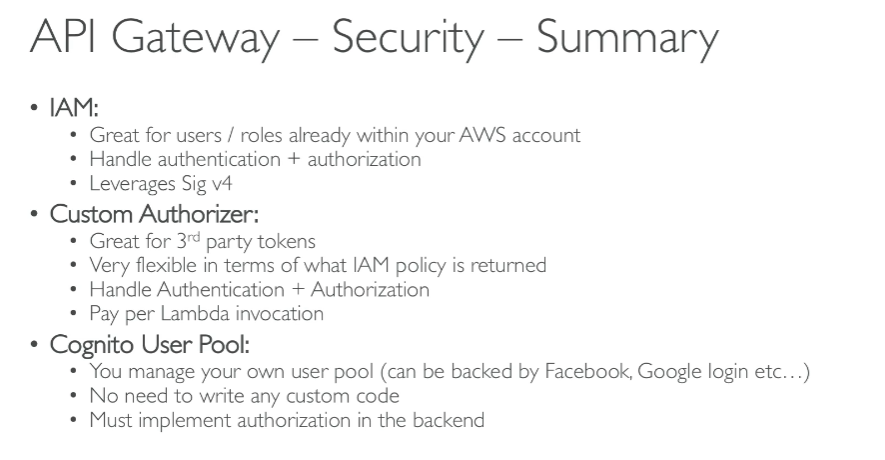 API Gateway – Security – Summary
• IAM:
• Great for users / roles already within your AWS account
• Handle authentication + authorization
• Leverages Sig v4
• Custom Authorizer:
• Great for 3rd party tokens
• Very flexible in terms of what IAM policy is returned
• Handle Authentication + Authorization
• Pay per Lambda invocation
• Cognito User Pool:
• You manage your own user pool (can be backed by Facebook, Google login etc…)
• No need to write any custom code
• Must implement authorization in the backend